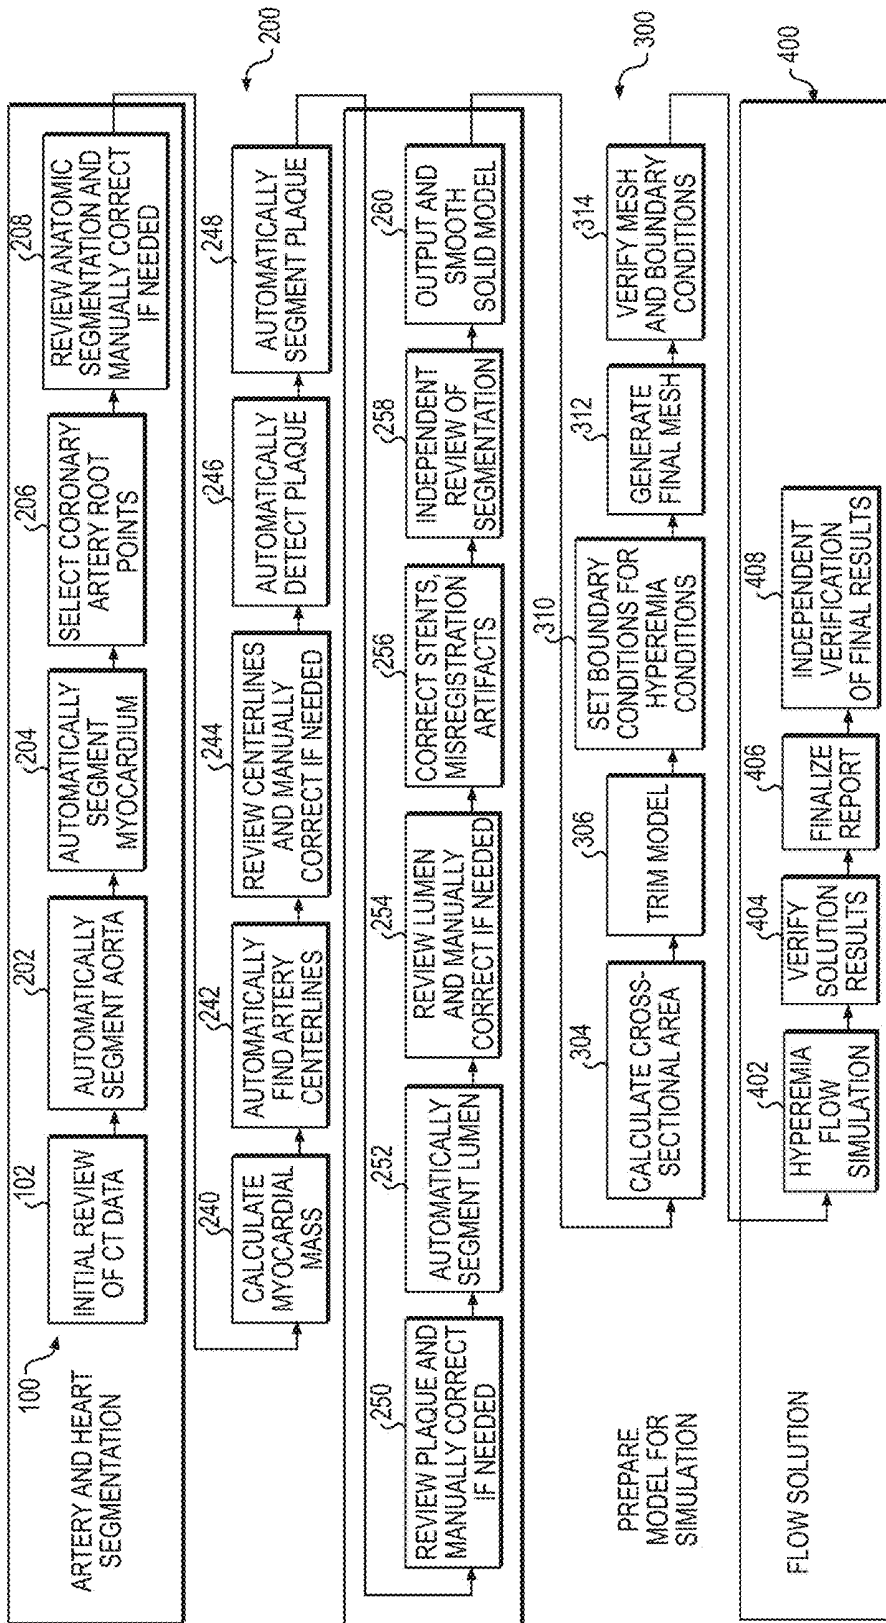 ARTERY AND HEART
SEGMENTATION
100
102
INITIAL REVIEW
OF CT DATA
202
AUTOMATICALLY
SEGMENT AORTA
204
AUTOMATICALLY
SEGMENT
MYOCARDIUM
206
SELECT CORONARY
ARTERY ROOT
POINTS
208
REVIEW ANATOMIC
SEGMENTATION AND
MANUALLY CORRECT
IF NEEDED
200
240
CALCULATE
MYOCARDIAL
MASS
242
AUTOMATICALLY
FIND ARTERY
CENTERLINES
244
REVIEW CENTERLINES
AND MANUALLY
CORRECT IF NEEDED
246
AUTOMATICALLY
DETECT PLAQUE
248
AUTOMATICALLY
SEGMENT PLAQUE
250
REVIEW PLAQUE AND
MANUALLY CORRECT
IF NEEDED
252
AUTOMATICALLY
SEGMENT LUMEN
254
REVIEW LUMEN
AND MANUALLY
CORRECT IF NEEDED
256
CORRECT STENTS,
MISREGISTRATION
ARTIFACTS
258
INDEPENDENT
REVIEW OF
SEGMENTATION
260
OUTPUT AND
SMOOTH
SOLID MODEL
PREPARE
MODEL FOR
SIMULATION
300
304
CALCULATE CROSS-
SECTIONAL AREA
306
TRIM MODEL
310
SET BOUNDARY
CONDITIONS FOR
HYPEREMIA
CONDITIONS
312
GENERATE
FINAL MESH
314
VERIFY MESH
AND BOUNDARY
CONDITIONS
FLOW SOLUTION
400
402
HYPEREMIA
FLOW
SIMULATION
404
VERIFY
SOLUTION
RESULTS
406
FINALIZE
REPORT
408
INDEPENDENT
VERIFICATION
OF FINAL RESULTS